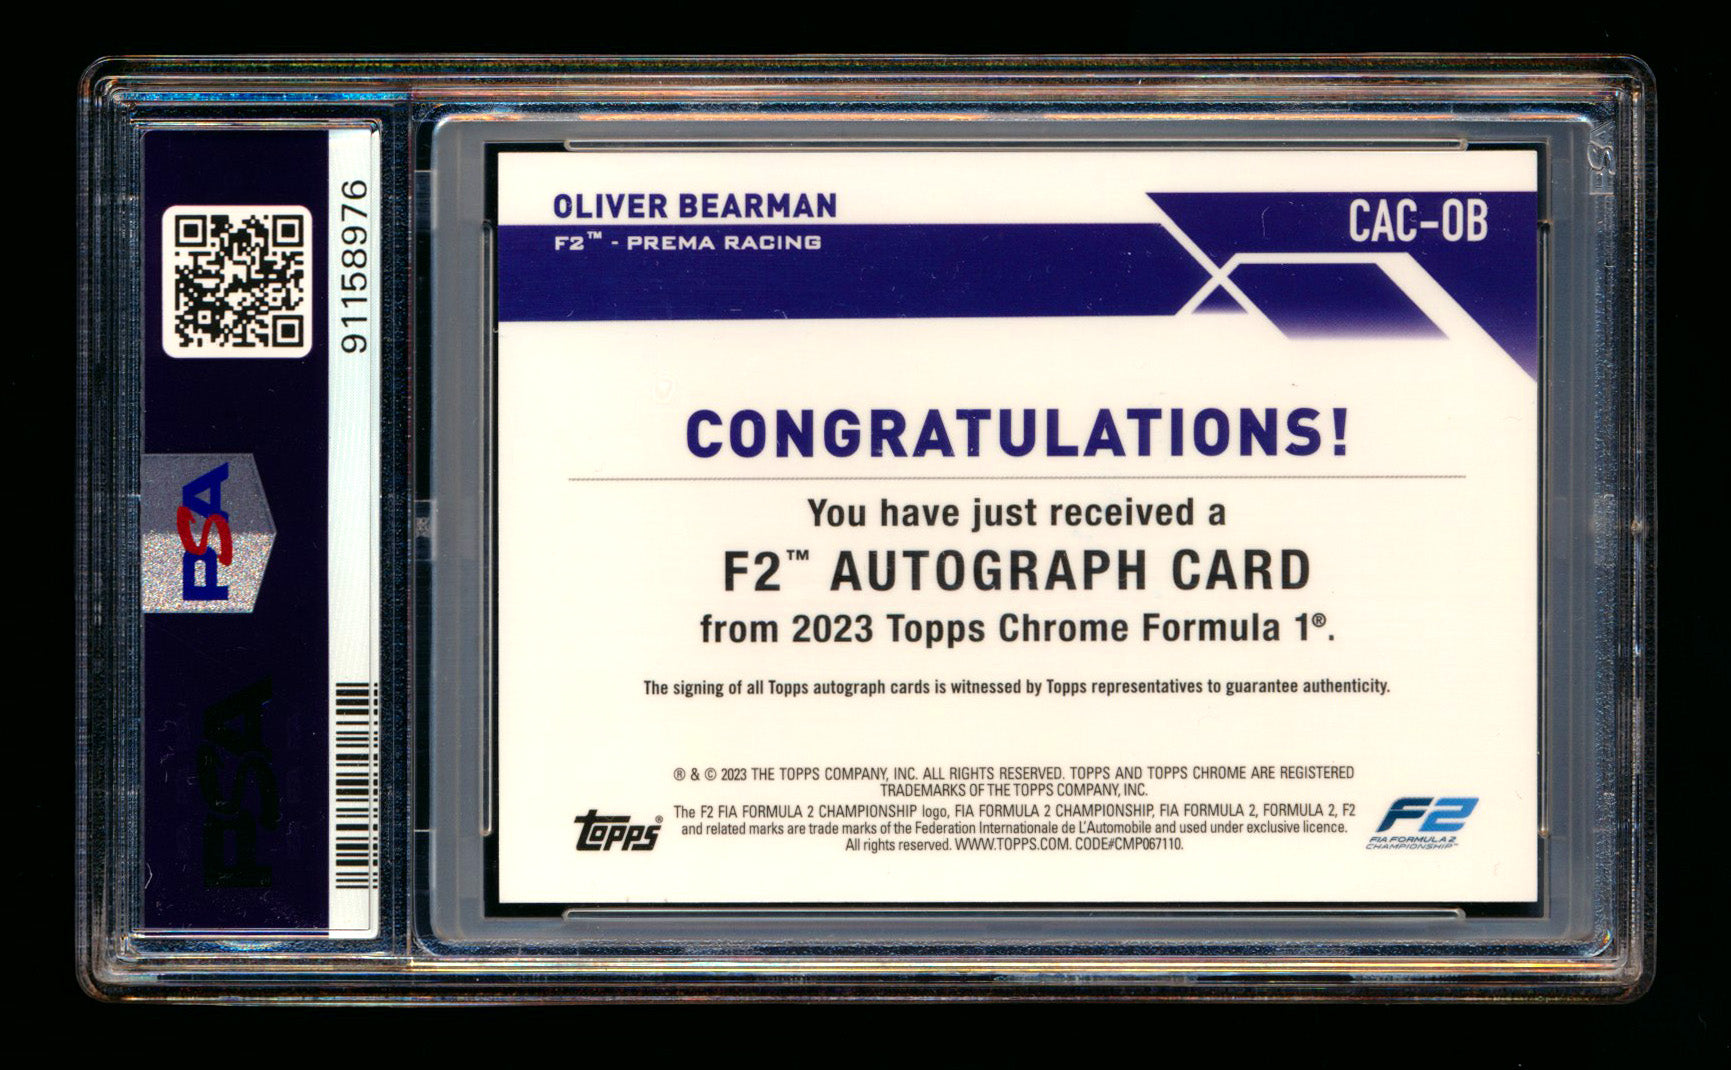 91158976
PSA
PSA
OLIVER BEARMAN
F2™ - PREMA RACING
CAC-OB
CONGRATULATIONS!
You have just received a
F2™ AUTOGRAPH CARD
from 2023 Topps Chrome Formula 1®.
The signing of all Topps autograph cards is witnessed by Topps representatives to guarantee authenticity.
® & © 2023 THE TOPPS COMPANY, INC. ALL RIGHTS RESERVED. TOPPS AND TOPPS CHROME ARE REGISTERED
TRADEMARKS OF THE TOPPS COMPANY, INC.
The F2 FIA FORMULA 2 CHAMPIONSHIP logo, FIA FORMULA 2 CHAMPIONSHIP, FIA FORMULA 2, FORMULA 2, F2
and related marks are trade marks of the Federation Internationale de L'Automobile and used under exclusive licence.
All rights reserved. WWW.TOPPS.COM. CODE#CMP067110.
topps®
F2
FIA FORMULA 2
CHAMPIONSHIP™
PSA